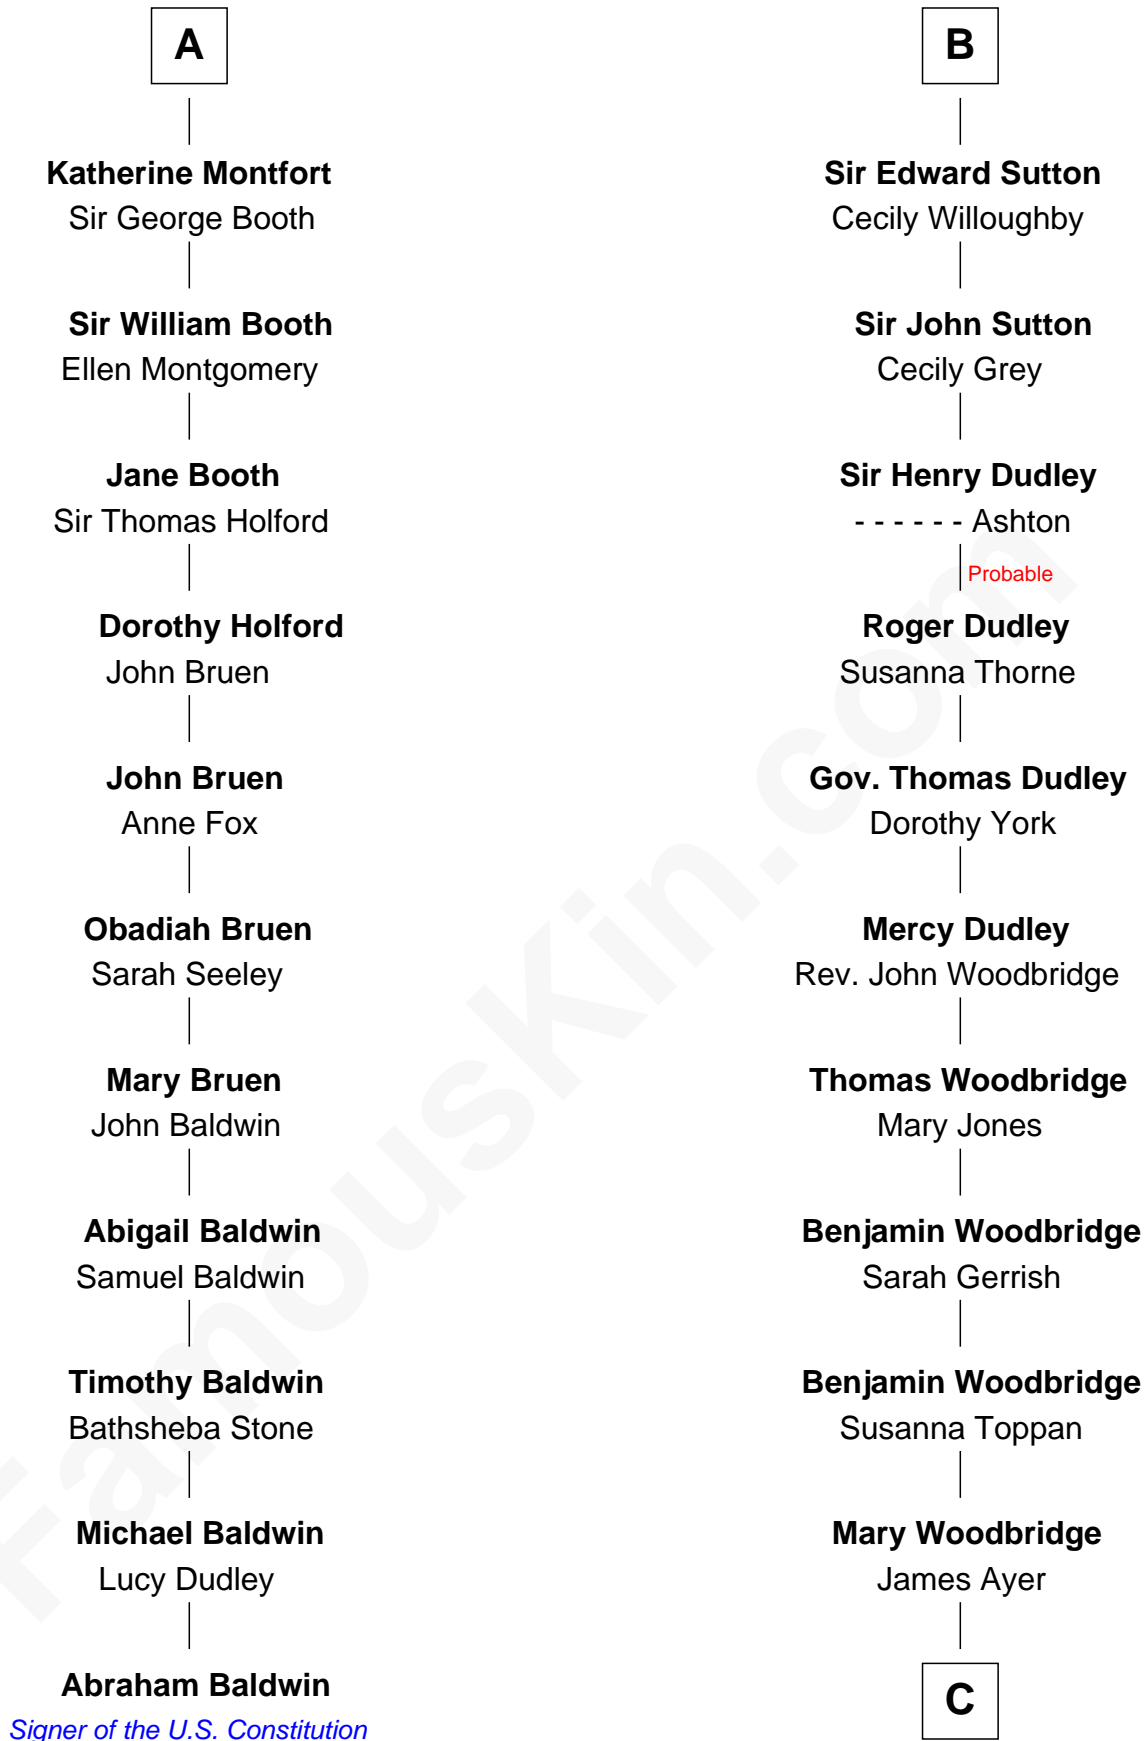 A
Katherine Montfort
Sir George Booth
Sir William Booth
Ellen Montgomery
Jane Booth
Sir Thomas Holford
Dorothy Holford
John Bruen
John Bruen
Anne Fox
Obadiah Bruen
Sarah Seeley
Mary Bruen
John Baldwin
Abigail Baldwin
Samuel Baldwin
Timothy Baldwin
Bathsheba Stone
Michael Baldwin
Lucy Dudley
Abraham Baldwin
Signer of the U.S. Constitution
B
Sir Edward Sutton
Cecily Willoughby
Sir John Sutton
Cecily Grey
Sir Henry Dudley
- - - - - - Ashton
Probable
Roger Dudley
Susanna Thorne
Gov. Thomas Dudley
Dorothy York
Mercy Dudley
Rev. John Woodbridge
Thomas Woodbridge
Mary Jones
Benjamin Woodbridge
Sarah Gerrish
Benjamin Woodbridge
Susanna Toppan
Mary Woodbridge
James Ayer
C
FamousKin.com